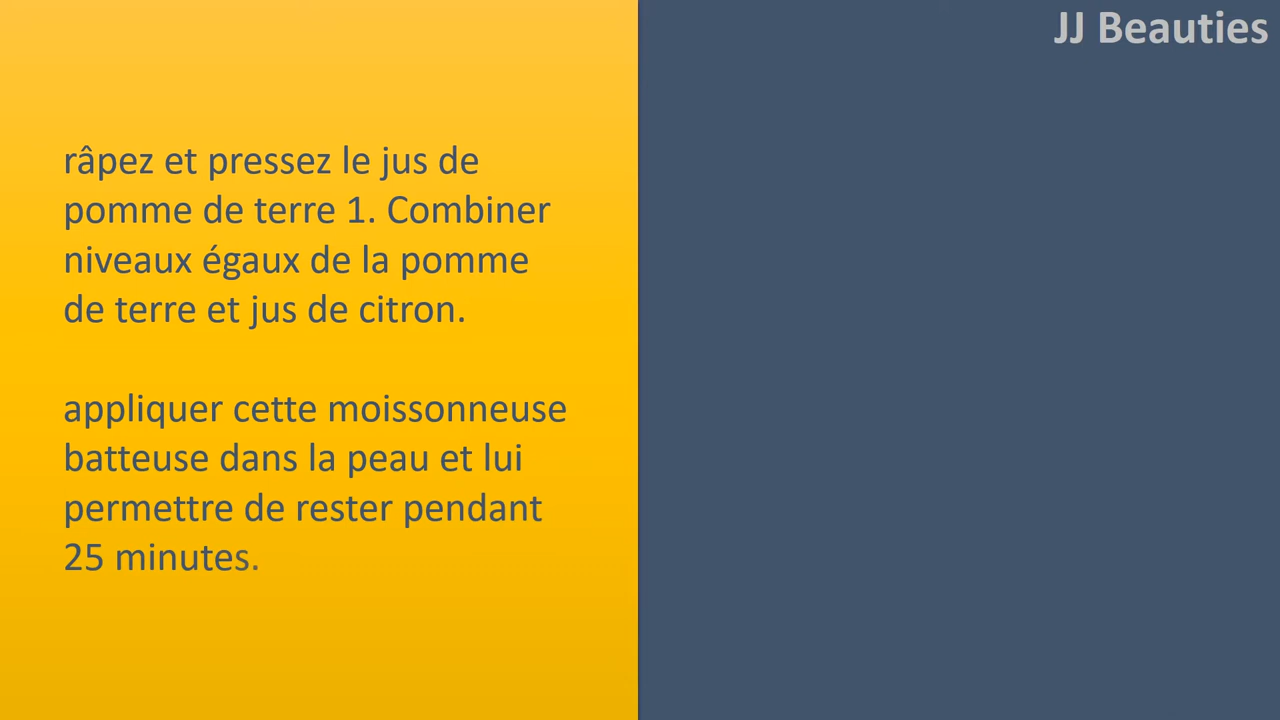 JJ Beauties
râpez et pressez le jus de
pomme de terre 1. Combiner
niveaux égaux de la pomme
de terre et jus de citron.
appliquer cette moissonneuse
batteuse dans la peau et lui
permettre de rester pendant
25 minutes.